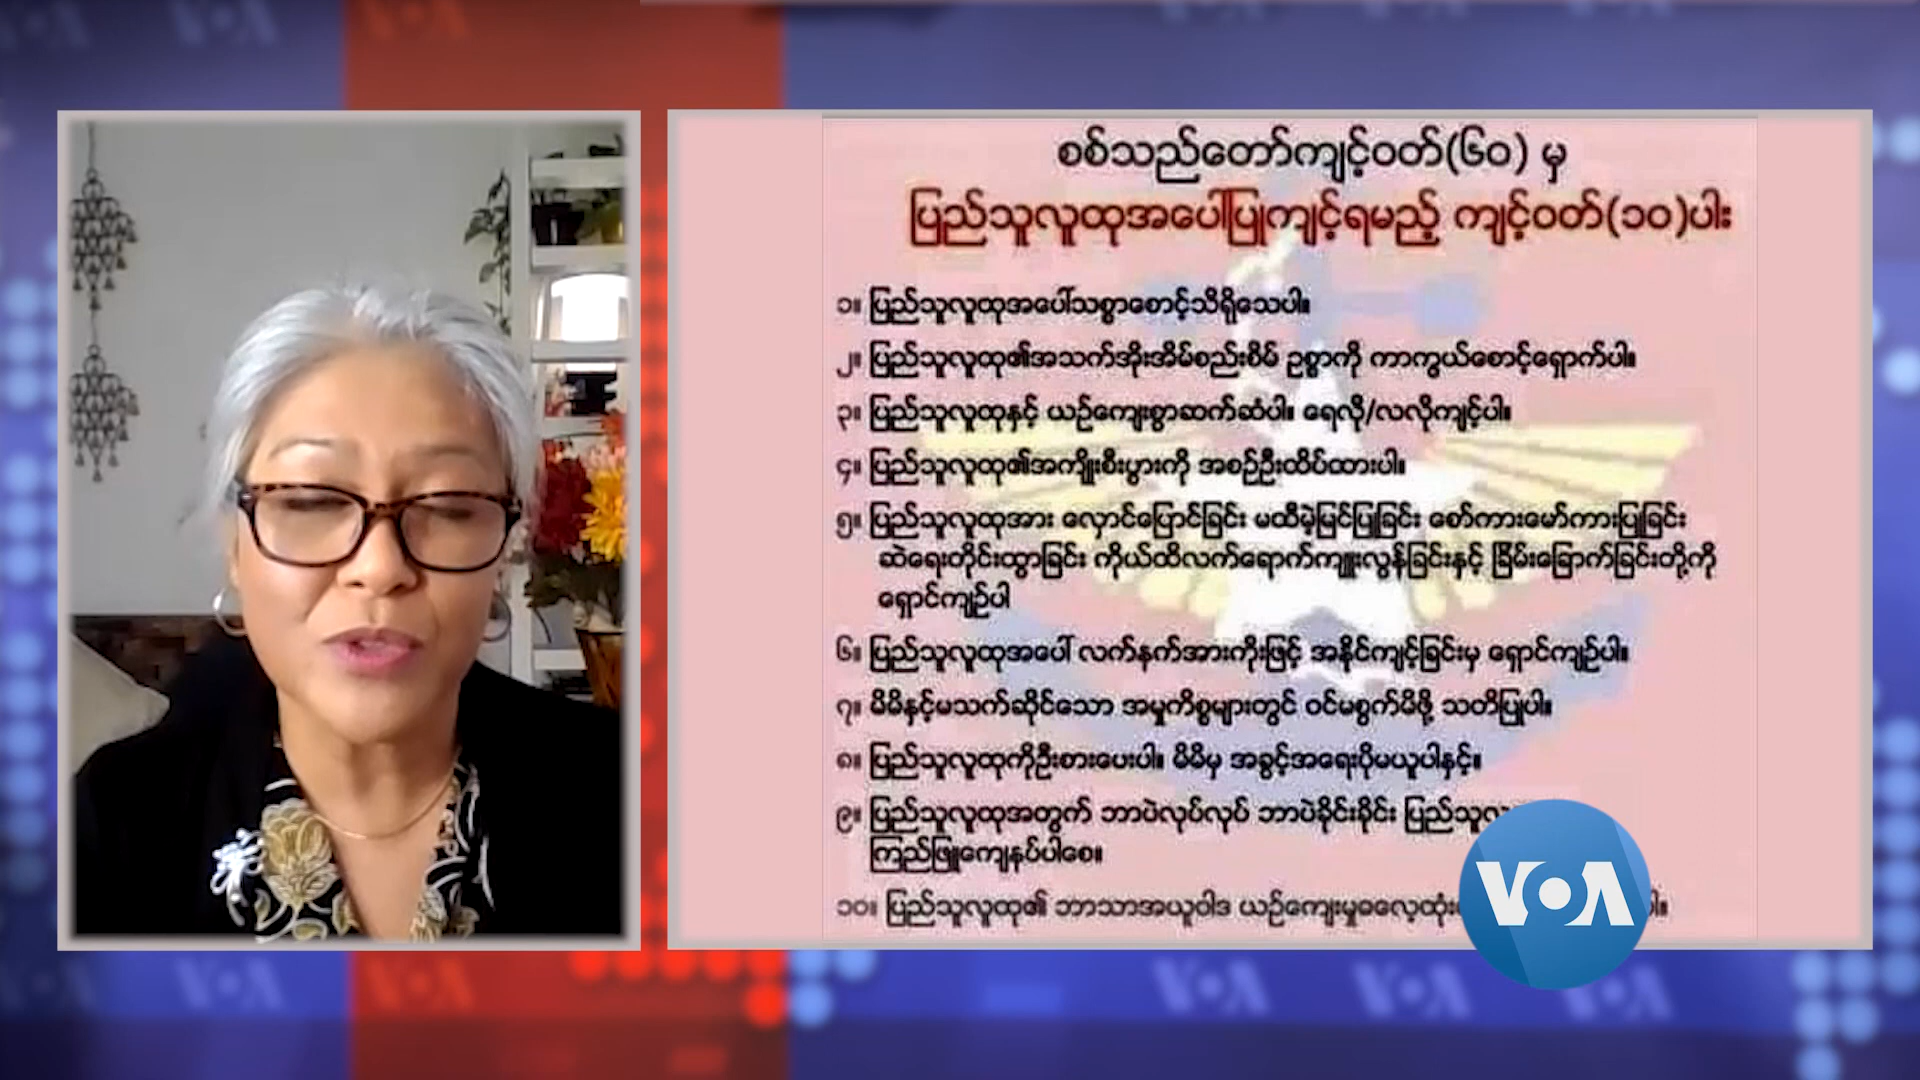 စစ်သည်တော်ကျင့်ဝတ်(၆၀) မှ
ပြည်သူလူထုအပေါ်ပြုကျင့်ရမည့် ကျင့်ဝတ်(၁၀)ပါး
၁။ ပြည်သူလူထုအပေါ်သစ္စာစောင့်သိရိုသေပါ။
၂။ ပြည်သူလူထု၏အသက်အိုးအိမ်စည်းစိမ် ဥစ္စာကို ကာကွယ်စောင့်ရှောက်ပါ။
၃။ ပြည်သူလူထုနှင့် ယဉ်ကျေးစွာဆက်ဆံပါ။ ရေလို/လလိုကျင့်ပါ။
၄။ ပြည်သူလူထု၏အကျိုးစီးပွားကို အစဉ်ဦးထိပ်ထားပါ။
၅။ ပြည်သူလူထုအား လှောင်ပြောင်ခြင်း မထီမဲ့မြင်ပြုခြင်း စော်ကားမော်ကားပြုခြင်း
ဆဲရေးတိုင်းထွာခြင်း ကိုယ်ထိလက်ရောက်ကျူးလွန်ခြင်းနှင့် ခြိမ်းခြောက်ခြင်းတို့ကို
ရှောင်ကျဉ်ပါ
၆။ ပြည်သူလူထုအပေါ် လက်နက်အားကိုးဖြင့် အနိုင်ကျင့်ခြင်းမှ ရှောင်ကျဉ်ပါ။
၇။ မိမိနှင့်မသက်ဆိုင်သော အမှုကိစ္စများတွင် ဝင်မစွက်မိဖို့ သတိပြုပါ။
၈။ ပြည်သူလူထုကိုဦးစားပေးပါ။ မိမိမှ အခွင့်အရေးပိုမယူပါနှင့်။
၉။ ပြည်သူလူထုအတွက် ဘာပဲလုပ်လုပ် ဘာပဲခိုင်းခိုင်း
ကြည်ဖြူကျေနပ်ပါစေ။
၁၀။ ပြည်သူလူထု၏ ဘာသာအယူဝါဒ
VOA